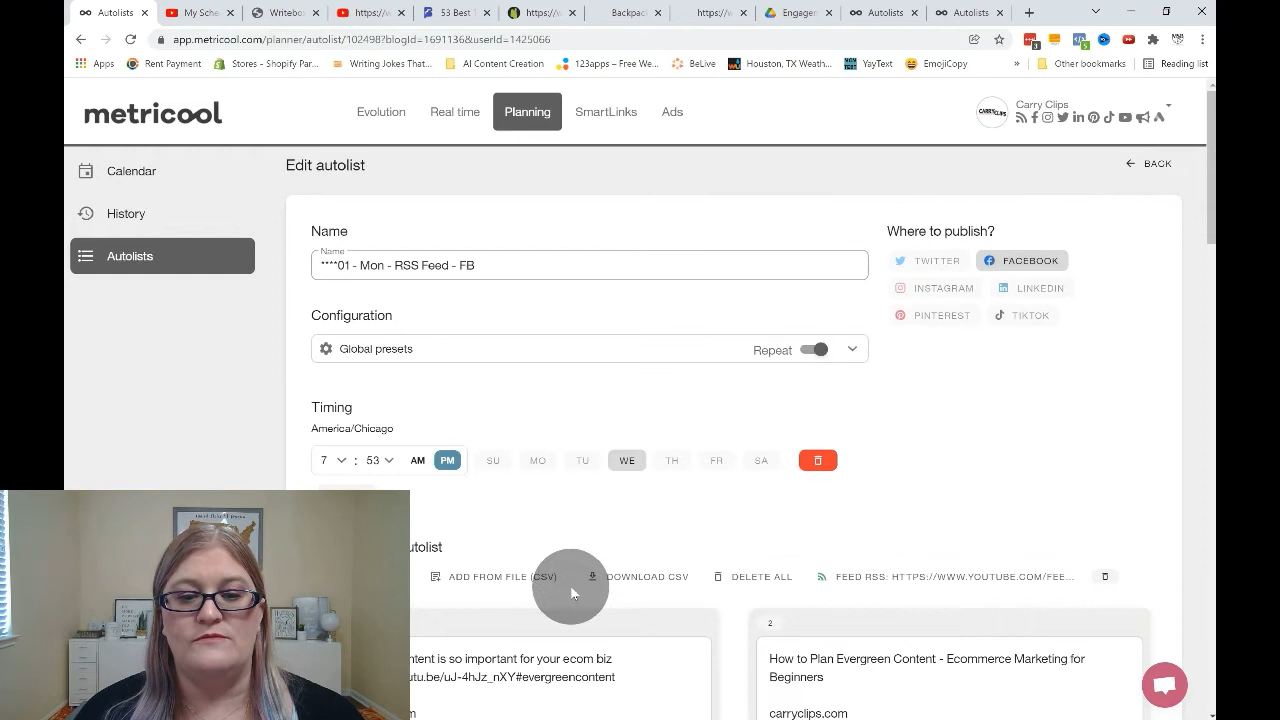 Autolists
My Sche
Writebo
https://w
53 Best
https://w
Backpac
https://w
Engagen
Autolists
Autolists
app.metricool.com/planner/autolist/102498?blogId=1691136&userId=1425066
Apps
Rent Payment
Stores - Shopify Par...
Writing Jokes That...
AI Content Creation
123apps – Free We...
BeLive
Houston, TX Weath...
YayText
EmojiCopy
»
Other bookmarks
Reading list
metricool
Evolution
Real time
Planning
SmartLinks
Ads
CARRYCLIPS
Carry Clips
Calendar
History
Autolists
Edit autolist
BACK
Name
Name
****01 - Mon - RSS Feed - FB
Where to publish?
TWITTER
FACEBOOK
INSTAGRAM
LINKEDIN
PINTEREST
TIKTOK
Configuration
Global presets
Repeat
Timing
America/Chicago
7 : 53 AM PM SU MO TU WE TH FR SA
utolist
ADD FROM FILE (CSV)
DOWNLOAD CSV
DELETE ALL
FEED RSS: HTTPS://WWW.YOUTUBE.COM/FEE...
ntent is so important for your ecom biz
utu.be/uJ-4hJz_nXY#evergreencontent
m
2
How to Plan Evergreen Content - Ecommerce Marketing for
Beginners
carryclips.com